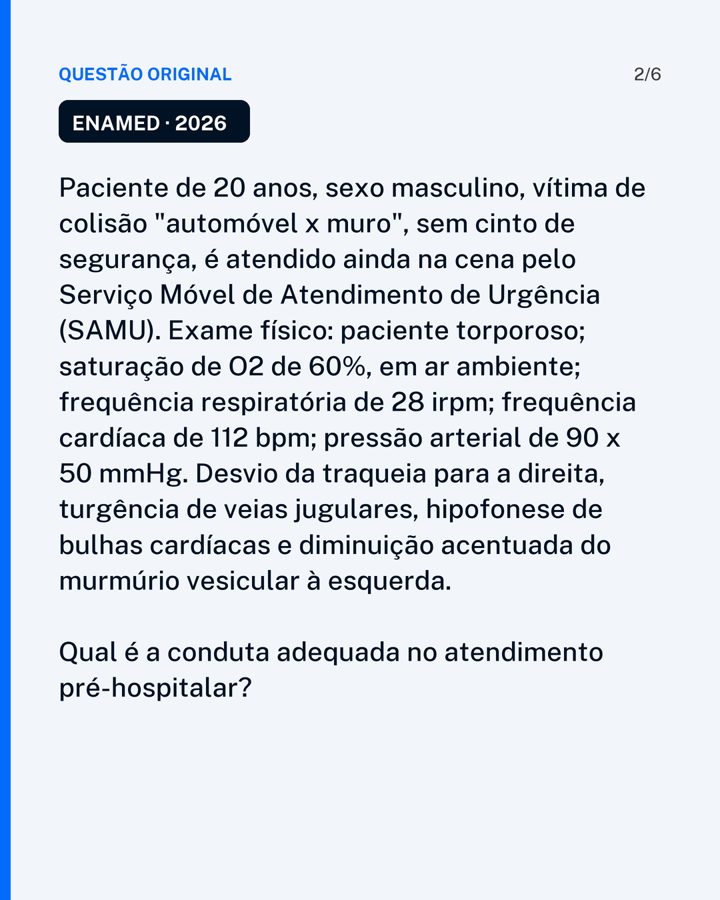 QUESTÃO ORIGINAL
2/6
ENAMED · 2026
Paciente de 20 anos, sexo masculino, vítima de
colisão "automóvel x muro", sem cinto de
segurança, é atendido ainda na cena pelo
Serviço Móvel de Atendimento de Urgência
(SAMU). Exame físico: paciente torporoso;
saturação de O2 de 60%, em ar ambiente;
frequência respiratória de 28 irpm; frequência
cardíaca de 112 bpm; pressão arterial de 90 x
50 mmHg. Desvio da traqueia para a direita,
turgência de veias jugulares, hipofonese de
bulhas cardíacas e diminuição acentuada do
murmúrio vesicular à esquerda.
Qual é a conduta adequada no atendimento
pré-hospitalar?